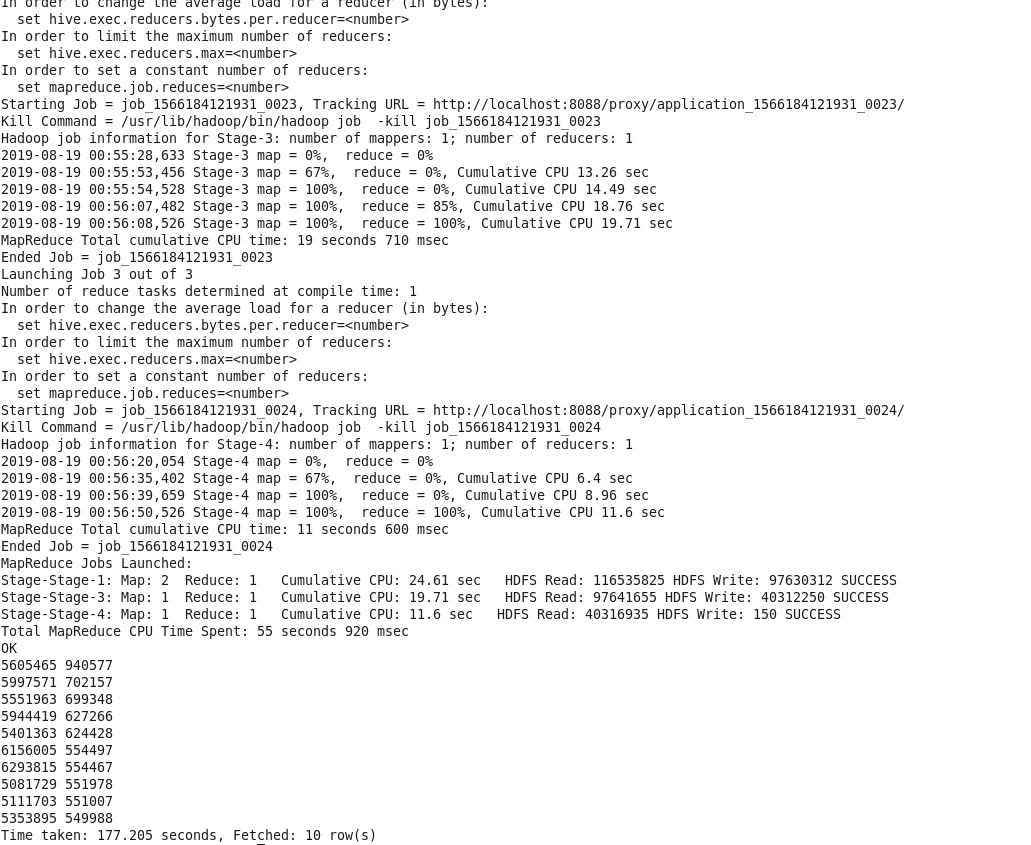 In order to change the average load for a reducer (in bytes):
  set hive.exec.reducers.bytes.per.reducer=<number>
In order to limit the maximum number of reducers:
  set hive.exec.reducers.max=<number>
In order to set a constant number of reducers:
  set mapreduce.job.reduces=<number>
Starting Job = job_1566184121931_0023, Tracking URL = http://localhost:8088/proxy/application_1566184121931_0023/
Kill Command = /usr/lib/hadoop/bin/hadoop job  -kill job_1566184121931_0023
Hadoop job information for Stage-3: number of mappers: 1; number of reducers: 1
2019-08-19 00:55:28,633 Stage-3 map = 0%,  reduce = 0%
2019-08-19 00:55:53,456 Stage-3 map = 67%,  reduce = 0%, Cumulative CPU 13.26 sec
2019-08-19 00:55:54,528 Stage-3 map = 100%,  reduce = 0%, Cumulative CPU 14.49 sec
2019-08-19 00:56:07,482 Stage-3 map = 100%,  reduce = 85%, Cumulative CPU 18.76 sec
2019-08-19 00:56:08,526 Stage-3 map = 100%,  reduce = 100%, Cumulative CPU 19.71 sec
MapReduce Total cumulative CPU time: 19 seconds 710 msec
Ended Job = job_1566184121931_0023
Launching Job 3 out of 3
Number of reduce tasks determined at compile time: 1
In order to change the average load for a reducer (in bytes):
  set hive.exec.reducers.bytes.per.reducer=<number>
In order to limit the maximum number of reducers:
  set hive.exec.reducers.max=<number>
In order to set a constant number of reducers:
  set mapreduce.job.reduces=<number>
Starting Job = job_1566184121931_0024, Tracking URL = http://localhost:8088/proxy/application_1566184121931_0024/
Kill Command = /usr/lib/hadoop/bin/hadoop job  -kill job_1566184121931_0024
Hadoop job information for Stage-4: number of mappers: 1; number of reducers: 1
2019-08-19 00:56:20,054 Stage-4 map = 0%,  reduce = 0%
2019-08-19 00:56:35,402 Stage-4 map = 67%,  reduce = 0%, Cumulative CPU 6.4 sec
2019-08-19 00:56:39,659 Stage-4 map = 100%,  reduce = 0%, Cumulative CPU 8.96 sec
2019-08-19 00:56:50,526 Stage-4 map = 100%,  reduce = 100%, Cumulative CPU 11.6 sec
MapReduce Total cumulative CPU time: 11 seconds 600 msec
Ended Job = job_1566184121931_0024
MapReduce Jobs Launched:
Stage-Stage-1: Map: 2  Reduce: 1   Cumulative CPU: 24.61 sec   HDFS Read: 116535825 HDFS Write: 97630312 SUCCESS
Stage-Stage-3: Map: 1  Reduce: 1   Cumulative CPU: 19.71 sec   HDFS Read: 97641655 HDFS Write: 40312250 SUCCESS
Stage-Stage-4: Map: 1  Reduce: 1   Cumulative CPU: 11.6 sec   HDFS Read: 40316935 HDFS Write: 150 SUCCESS
Total MapReduce CPU Time Spent: 55 seconds 920 msec
OK
5605465 940577
5997571 702157
5551963 699348
5944419 627266
5401363 624428
6156005 554497
6293815 554467
5081729 551978
5111703 551007
5353895 549988
Time taken: 177.205 seconds, Fetched: 10 row(s)